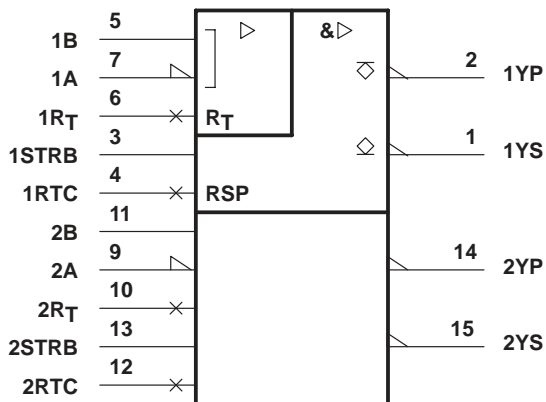 1B 5 &
1A 7 2 1YP
1RT 6 RT
1STRB 3 1 1YS
1RTC 4 RSP
2B 11
2A 9 14 2YP
2RT 10
2STRB 13 15 2YS
2RTC 12